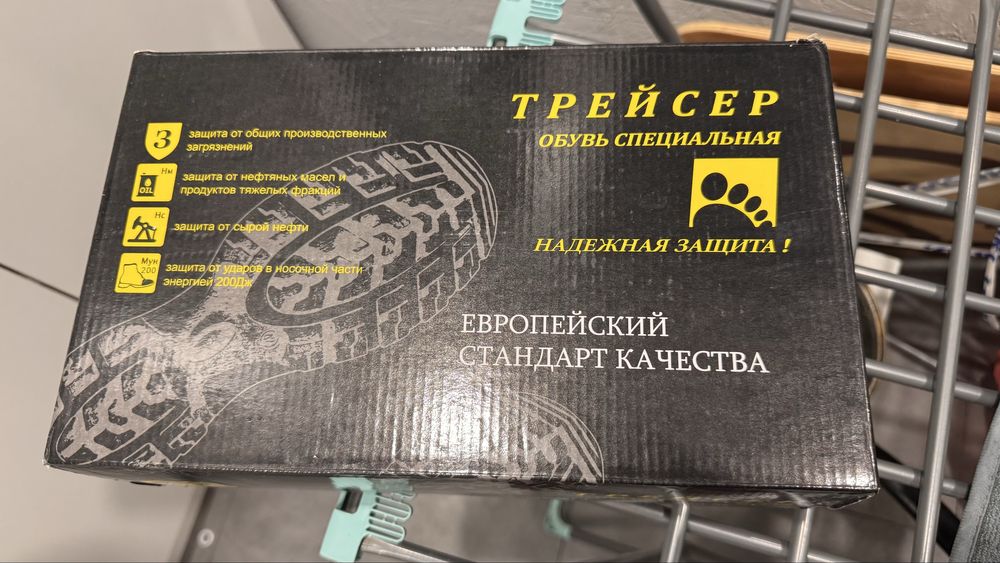 ТРЕЙСЕР
ОБУВЬ СПЕЦИАЛЬНАЯ
НАДЕЖНАЯ ЗАЩИТА !
З
защита от общих производственных
загрязнений
Нм
OIL
защита от нефтяных масел и
продуктов тяжелых фракций
Нс
защита от сырой нефти
Мун
200
защита от ударов в носочной части
энергией 200Дж
ЕВРОПЕЙСКИЙ
СТАНДАРТ КАЧЕСТВА